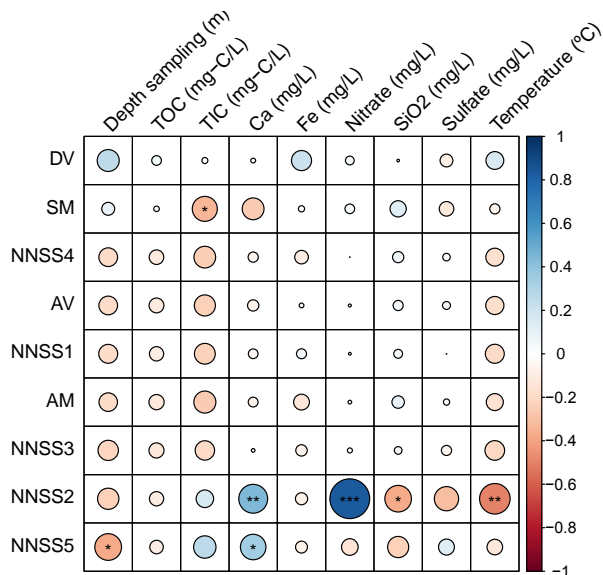 Depth sampling (m)
TOC (mg−C/L)
TIC (mg−C/L)
Ca (mg/L)
Fe (mg/L)
Nitrate (mg/L)
SiO2 (mg/L)
Sulfate (mg/L)
Temperature (ºC)
DV
SM *
NNSS4
AV
NNSS1
AM
NNSS3
NNSS2 ** *** * **
NNSS5 * *
1
0.8
0.6
0.4
0.2
0
−0.2
−0.4
−0.6
−0.8
−1